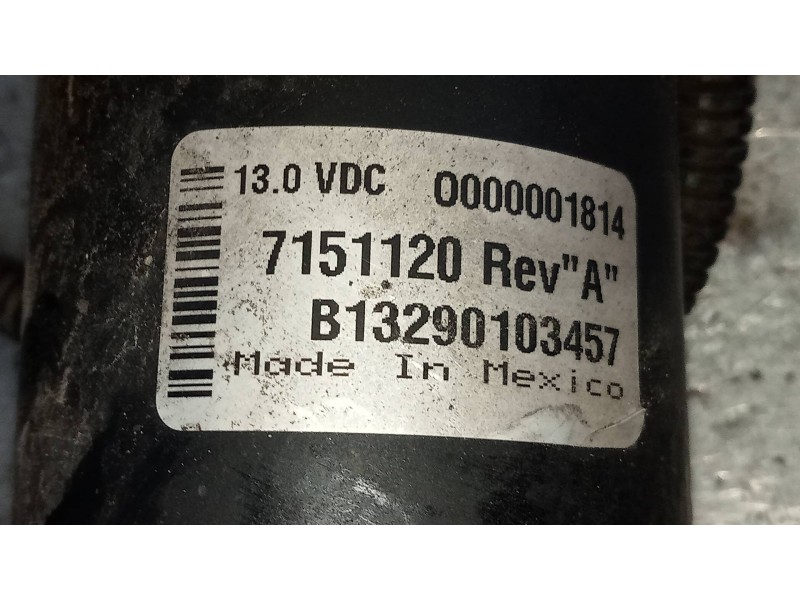 13.0 VDC O000001814
7151120 Rev"A"
B13290103457
Made In Mexico